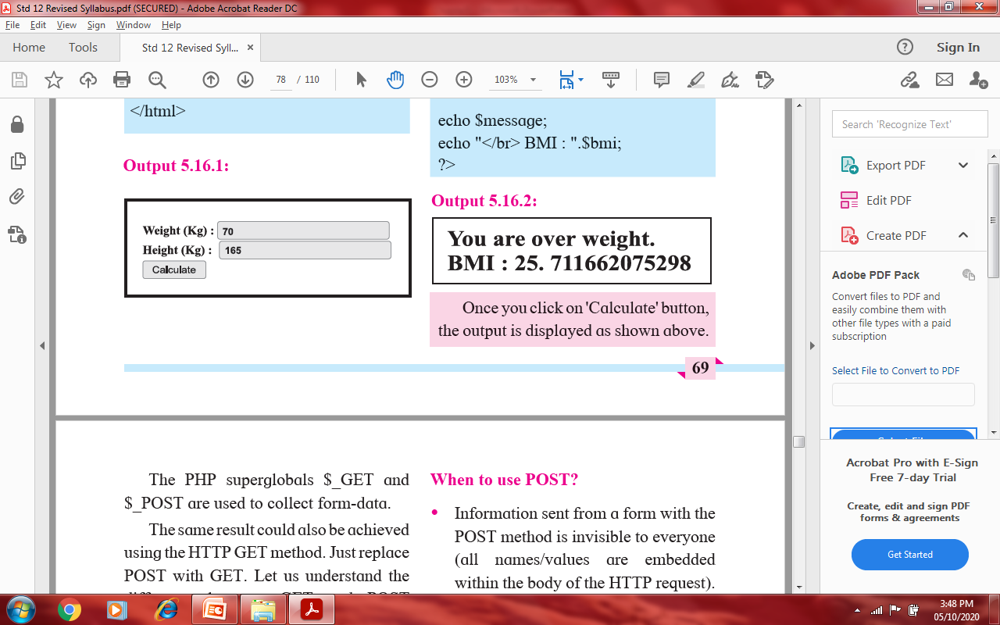 Std 12 Revised Syllabus.pdf (SECURED) - Adobe Acrobat Reader DC
File Edit View Sign Window Help
Home Tools Std 12 Revised Syll... × Sign In
78 / 110 103%
</html>
Output 5.16.1:
Weight (Kg) : 70
Height (Kg) : 165
Calculate
echo $message;
echo "</br> BMI : ".$bmi;
?>
Output 5.16.2:
You are over weight.
BMI : 25. 711662075298
Once you click on 'Calculate' button,
the output is displayed as shown above.
69
The PHP superglobals $_GET and
$_POST are used to collect form-data.
The same result could also be achieved
using the HTTP GET method. Just replace
POST with GET. Let us understand the
When to use POST?
• Information sent from a form with the
POST method is invisible to everyone
(all names/values are embedded
within the body of the HTTP request).
Search 'Recognize Text'
Export PDF
Edit PDF
Create PDF
Adobe PDF Pack
Convert files to PDF and
easily combine them with
other file types with a paid
subscription
Select File to Convert to PDF
Acrobat Pro with E-Sign
Free 7-day Trial
Create, edit and sign PDF
forms & agreements
Get Started
3:48 PM
05/10/2020